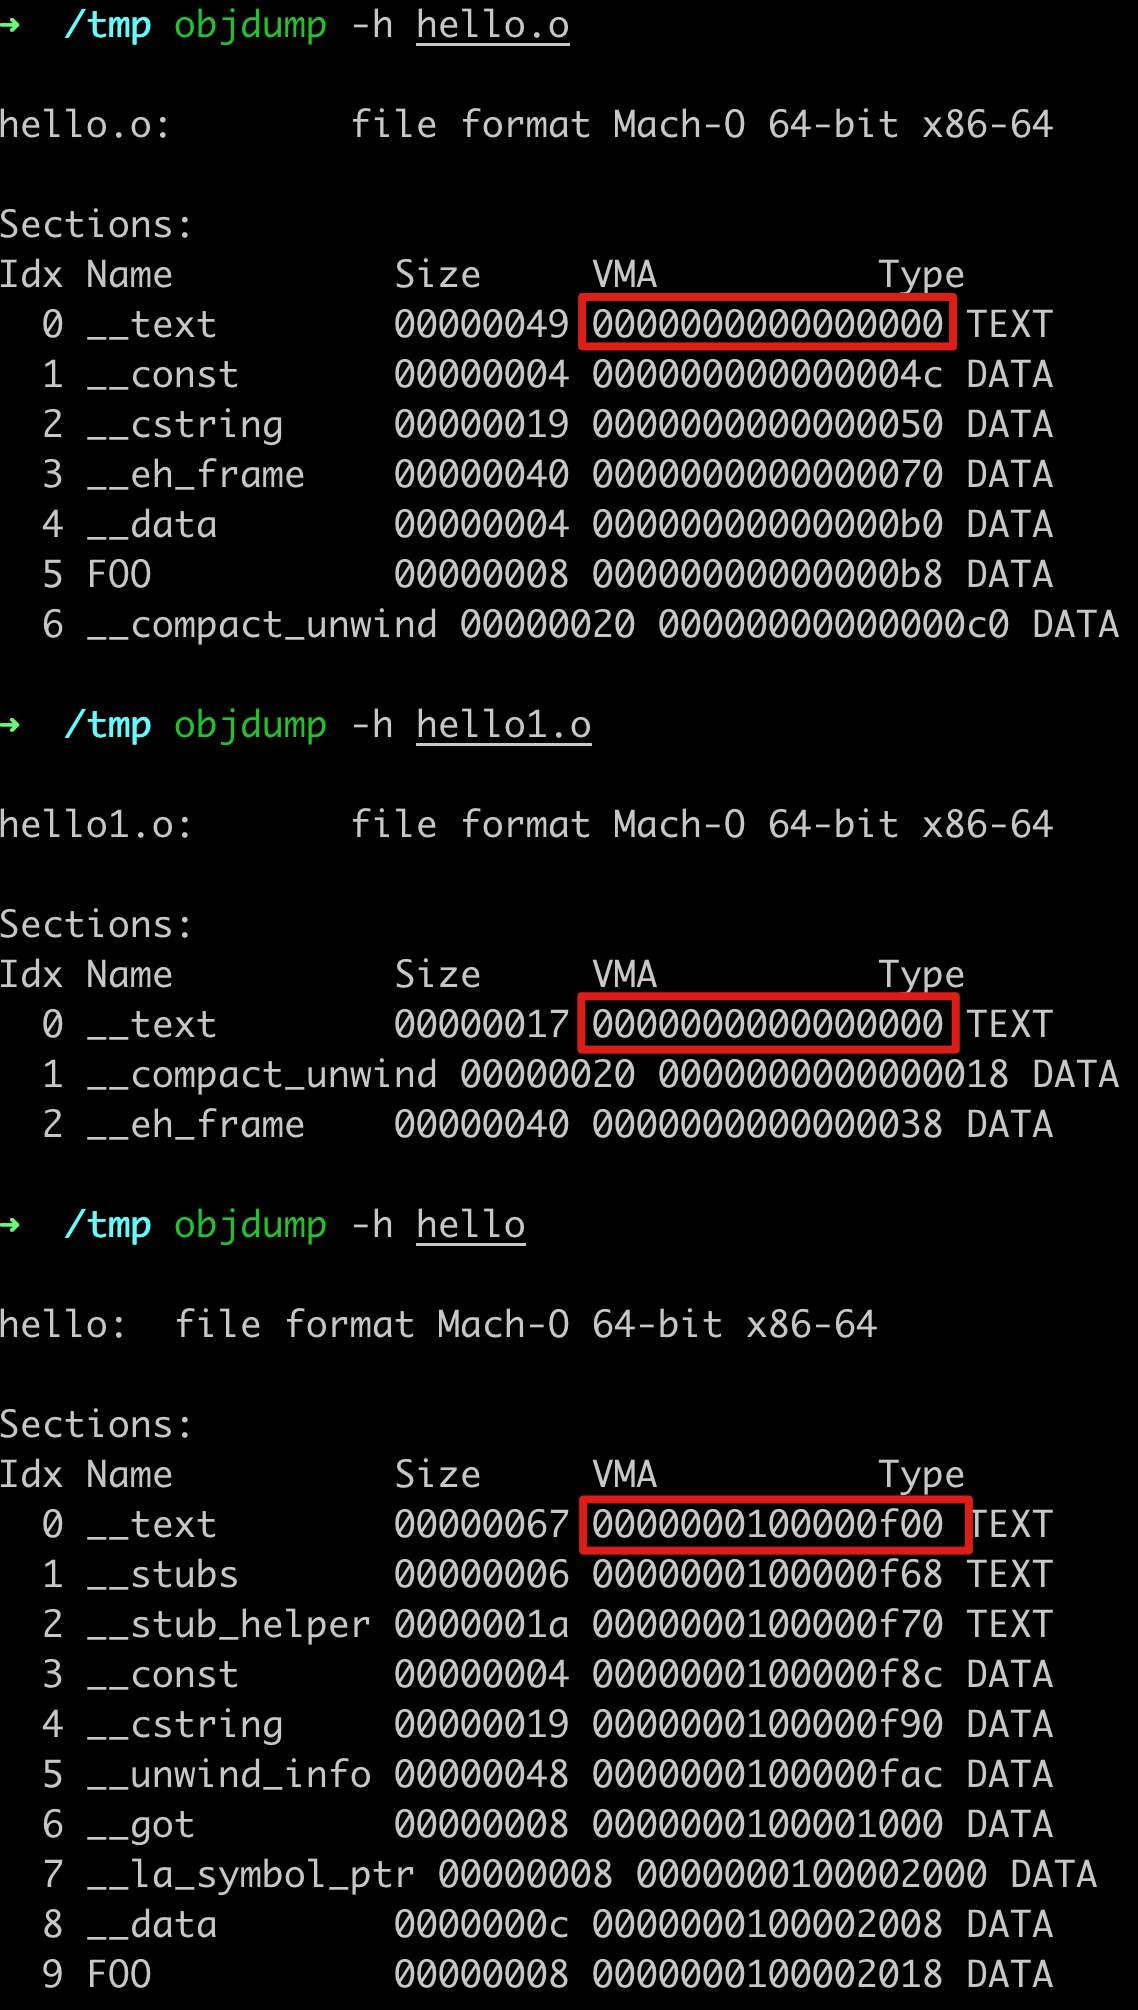 ➜ /tmp objdump -h hello.o
hello.o: file format Mach-O 64-bit x86-64
Sections:
Idx Name Size VMA Type
0 __text 00000049 0000000000000000 TEXT
1 __const 00000004 000000000000004c DATA
2 __cstring 00000019 0000000000000050 DATA
3 __eh_frame 00000040 0000000000000070 DATA
4 __data 00000004 00000000000000b0 DATA
5 FOO 00000008 00000000000000b8 DATA
6 __compact_unwind 00000020 00000000000000c0 DATA
➜ /tmp objdump -h hello1.o
hello1.o: file format Mach-O 64-bit x86-64
Sections:
Idx Name Size VMA Type
0 __text 00000017 0000000000000000 TEXT
1 __compact_unwind 00000020 0000000000000018 DATA
2 __eh_frame 00000040 0000000000000038 DATA
➜ /tmp objdump -h hello
hello: file format Mach-O 64-bit x86-64
Sections:
Idx Name Size VMA Type
0 __text 00000067 0000000100000f00 TEXT
1 __stubs 00000006 0000000100000f68 TEXT
2 __stub_helper 0000001a 0000000100000f70 TEXT
3 __const 00000004 0000000100000f8c DATA
4 __cstring 00000019 0000000100000f90 DATA
5 __unwind_info 00000048 0000000100000fac DATA
6 __got 00000008 0000000100001000 DATA
7 __la_symbol_ptr 00000008 0000000100002000 DATA
8 __data 0000000c 0000000100002008 DATA
9 FOO 00000008 0000000100002018 DATA